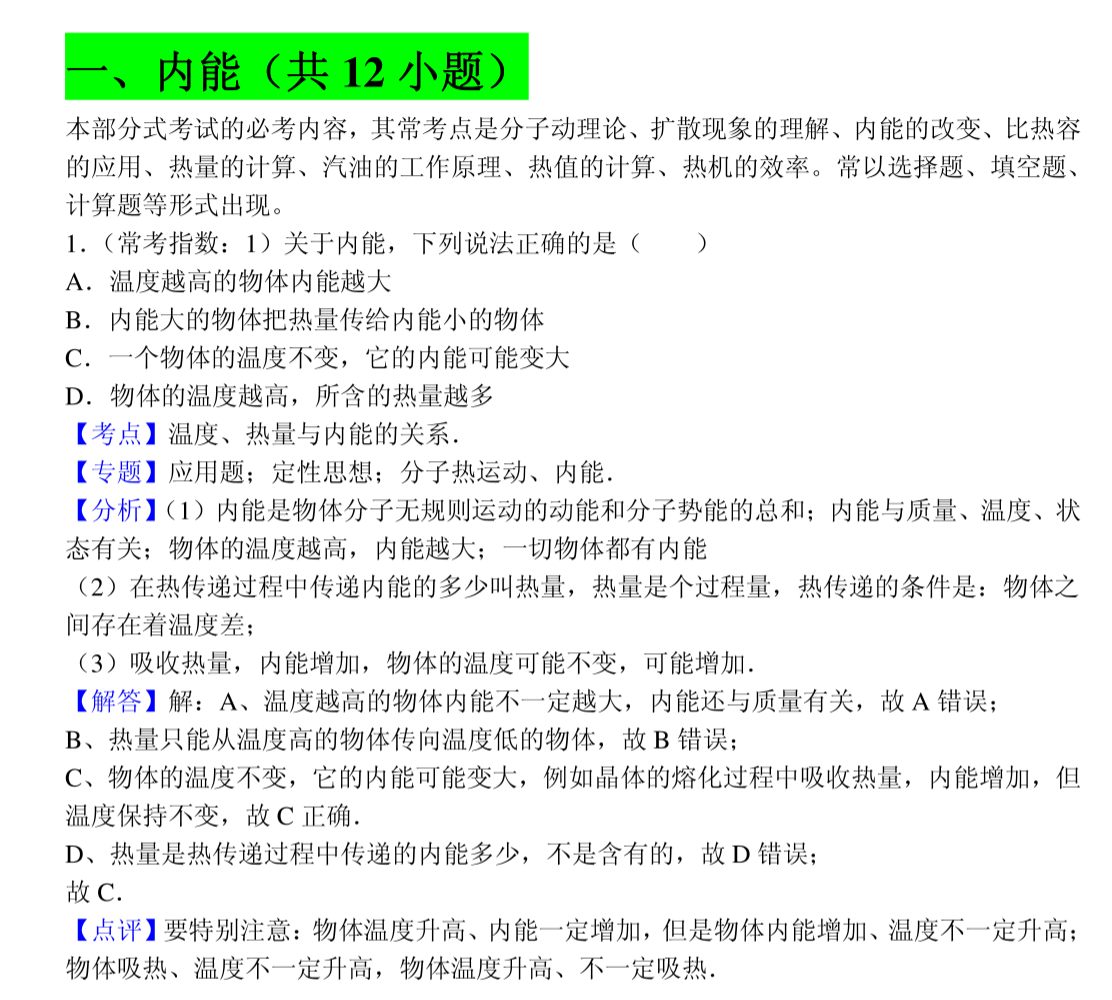 一、内能（共 12 小题）
本部分式考试的必考内容，其常考点是分子动理论、扩散现象的理解、内能的改变、比热容
的应用、热量的计算、汽油的工作原理、热值的计算、热机的效率。常以选择题、填空题、
计算题等形式出现。
1．（常考指数：1）关于内能，下列说法正确的是（　　）
A．温度越高的物体内能越大
B．内能大的物体把热量传给内能小的物体
C．一个物体的温度不变，它的内能可能变大
D．物体的温度越高，所含的热量越多
【考点】温度、热量与内能的关系．
【专题】应用题；定性思想；分子热运动、内能．
【分析】（1）内能是物体分子无规则运动的动能和分子势能的总和；内能与质量、温度、状
态有关；物体的温度越高，内能越大；一切物体都有内能
（2）在热传递过程中传递内能的多少叫热量，热量是个过程量，热传递的条件是：物体之
间存在着温度差；
（3）吸收热量，内能增加，物体的温度可能不变，可能增加．
【解答】解：A、温度越高的物体内能不一定越大，内能还与质量有关，故 A 错误；
B、热量只能从温度高的物体传向温度低的物体，故 B 错误；
C、物体的温度不变，它的内能可能变大，例如晶体的熔化过程中吸收热量，内能增加，但
温度保持不变，故 C 正确．
D、热量是热传递过程中传递的内能多少，不是含有的，故 D 错误；
故 C．
【点评】要特别注意：物体温度升高、内能一定增加，但是物体内能增加、温度不一定升高；
物体吸热、温度不一定升高，物体温度升高、不一定吸热．